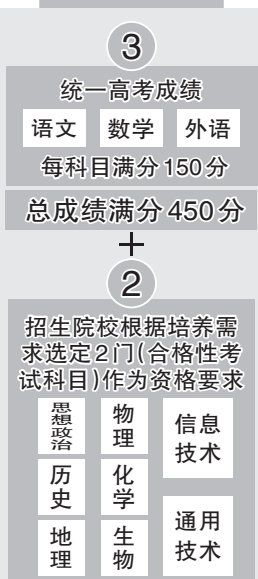 3
统一高考成绩
语文 数学 外语
每科目满分150分
总成绩满分450分
+
2
招生院校根据培养需
求选定2门(合格性考
试科目)作为资格要求
思想政治 物理 信息技术
历史 化学
地理 生物 通用技术